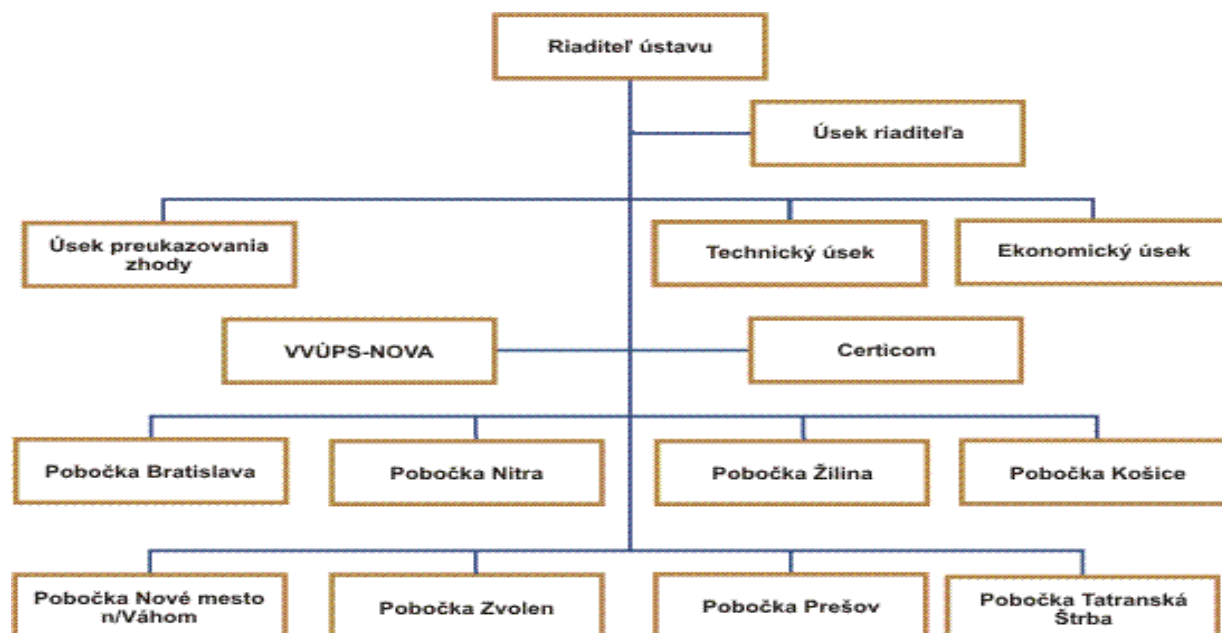 Riaditeľ ústavu
Úsek riaditeľa
Úsek preukazovania
zhody
Technický úsek
Ekonomický úsek
VVÚPS-NOVA
Certicom
Pobočka Bratislava
Pobočka Nitra
Pobočka Žilina
Pobočka Košice
Pobočka Nové mesto
n/Váhom
Pobočka Zvolen
Pobočka Prešov
Pobočka Tatranská
Štrba